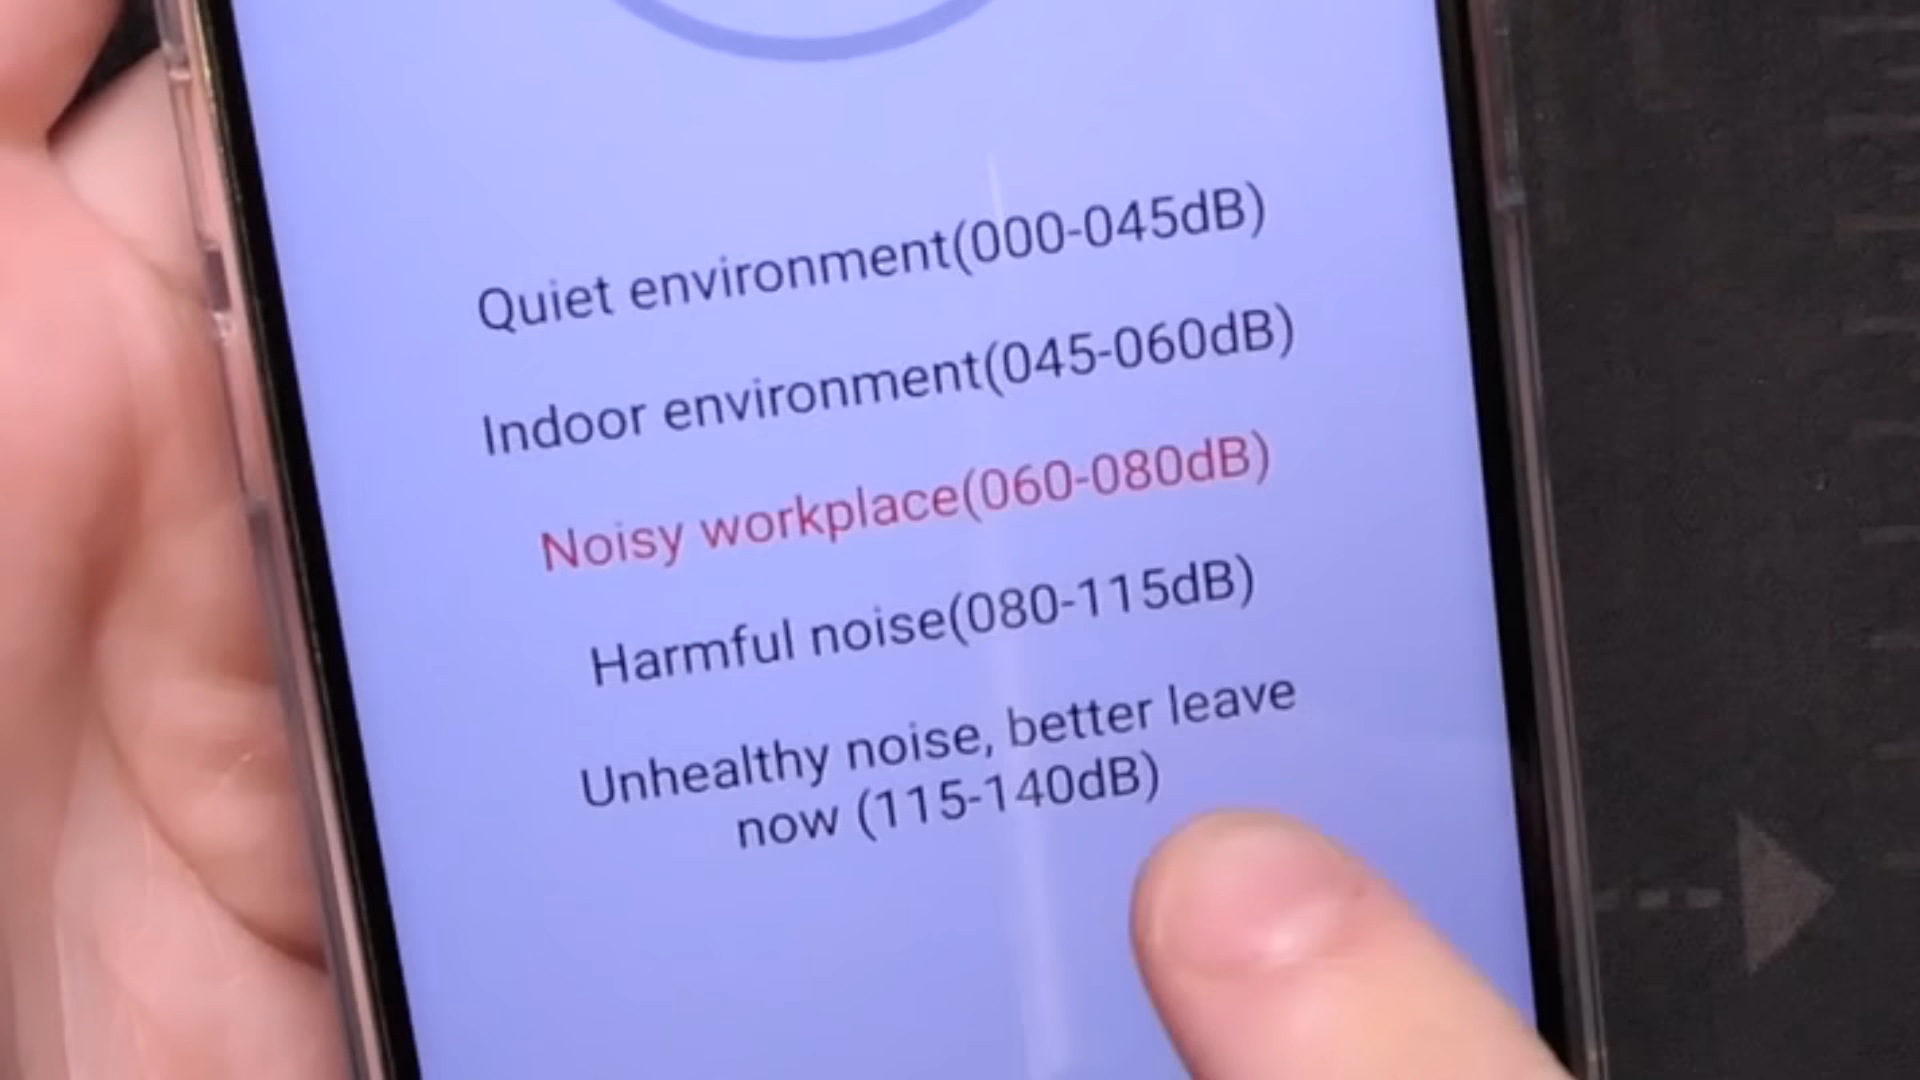 Quiet environment(000-045dB)
Indoor environment(045-060dB)
Noisy workplace(060-080dB)
Harmful noise(080-115dB)
Unhealthy noise, better leave
now (115-140dB)